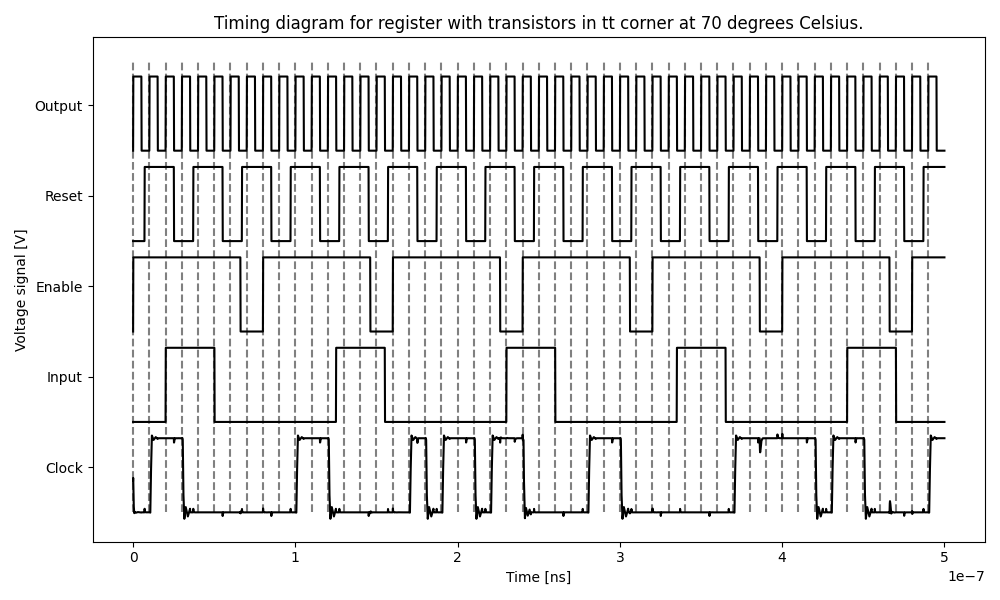 Timing diagram for register with transistors in tt corner at 70 degrees Celsius.
Output
Reset
Enable
Input
Clock
Voltage signal [V]
0 1 2 3 4 5
1e−7
Time [ns]